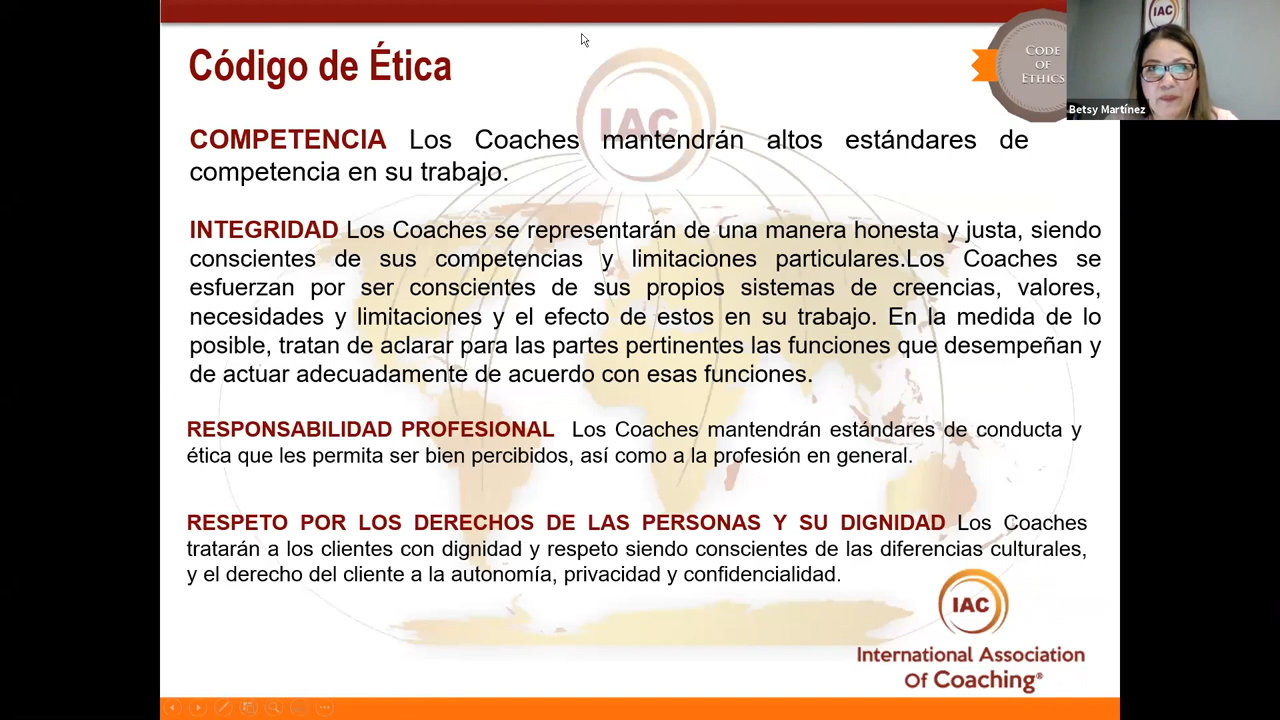 IAC
Código de Ética
CODE
OF
ETHICS
Betsy Martínez
IAC
COMPETENCIA Los Coaches mantendrán altos estándares de
competencia en su trabajo.
INTEGRIDAD Los Coaches se representarán de una manera honesta y justa, siendo
conscientes de sus competencias y limitaciones particulares.Los Coaches se
esfuerzan por ser conscientes de sus propios sistemas de creencias, valores,
necesidades y limitaciones y el efecto de estos en su trabajo. En la medida de lo
posible, tratan de aclarar para las partes pertinentes las funciones que desempeñan y
de actuar adecuadamente de acuerdo con esas funciones.
RESPONSABILIDAD PROFESIONAL Los Coaches mantendrán estándares de conducta y
ética que les permita ser bien percibidos, así como a la profesión en general.
RESPETO POR LOS DERECHOS DE LAS PERSONAS Y SU DIGNIDAD Los Coaches
tratarán a los clientes con dignidad y respeto siendo conscientes de las diferencias culturales,
y el derecho del cliente a la autonomía, privacidad y confidencialidad.
IAC
International Association
Of Coaching®